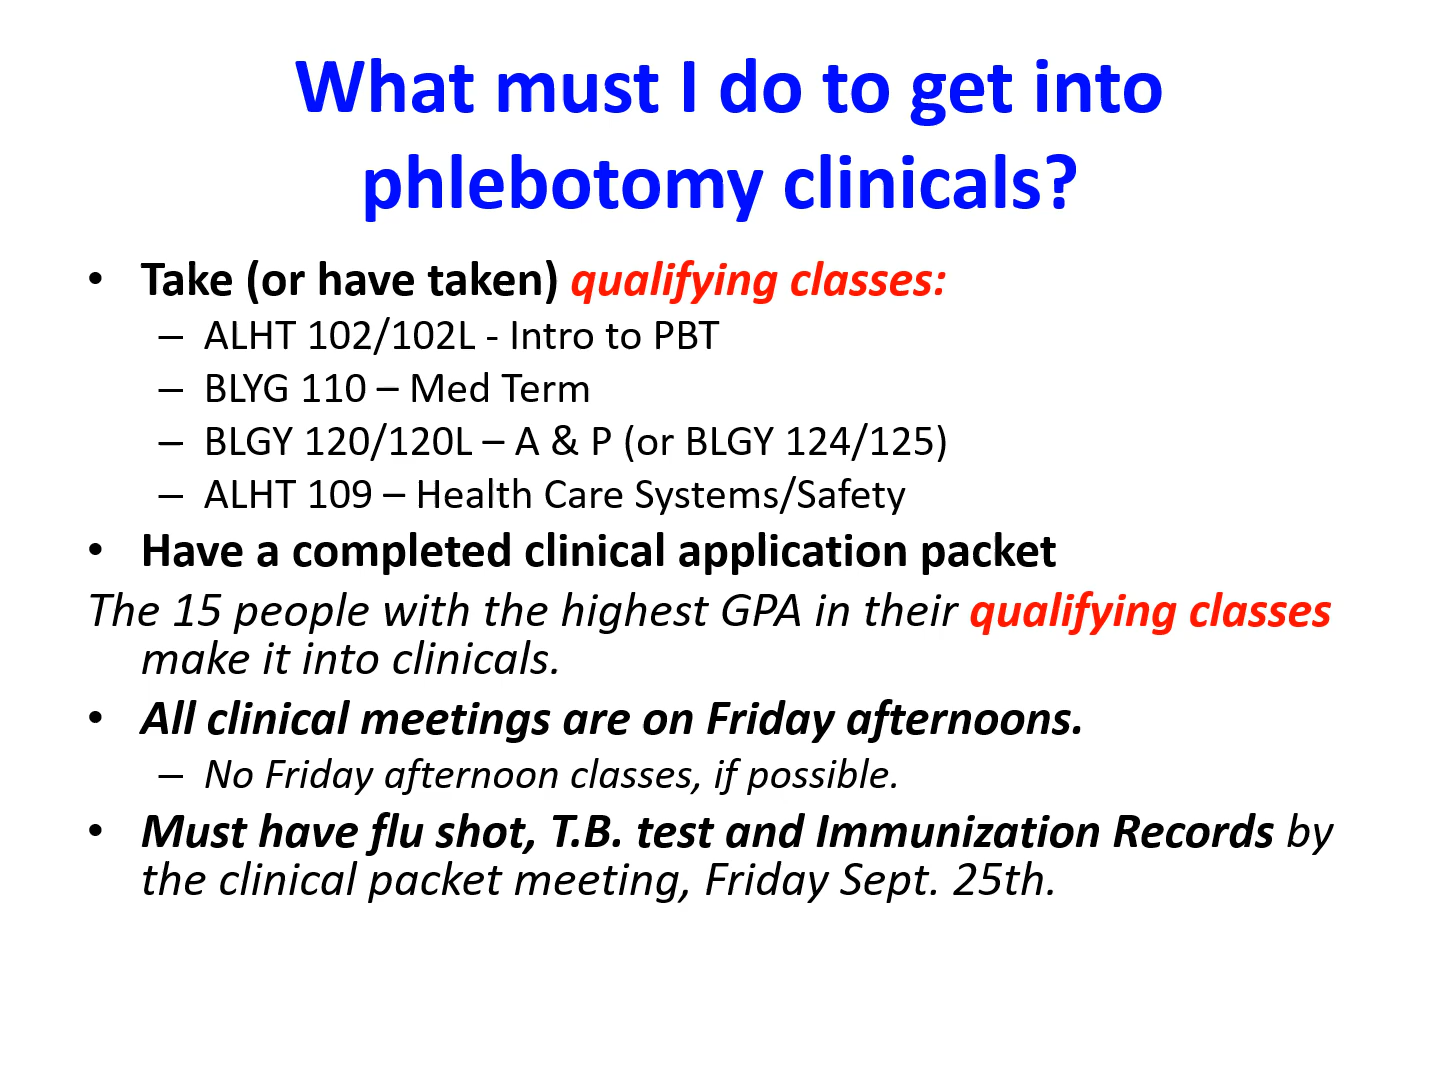 What must I do to get into
phlebotomy clinicals?
• Take (or have taken) qualifying classes:
– ALHT 102/102L - Intro to PBT
– BLYG 110 – Med Term
– BLGY 120/120L – A & P (or BLGY 124/125)
– ALHT 109 – Health Care Systems/Safety
• Have a completed clinical application packet
The 15 people with the highest GPA in their qualifying classes
make it into clinicals.
• All clinical meetings are on Friday afternoons.
– No Friday afternoon classes, if possible.
• Must have flu shot, T.B. test and Immunization Records by
the clinical packet meeting, Friday Sept. 25th.